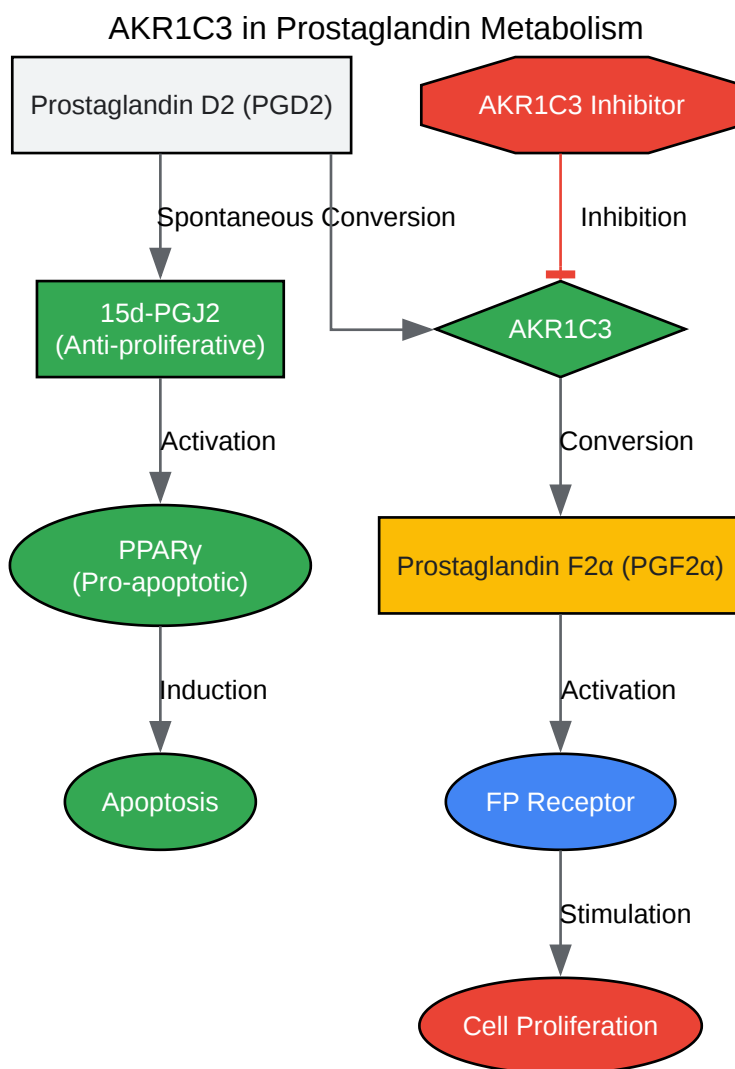 AKR1C3 in Prostaglandin Metabolism
Prostaglandin D2 (PGD2)
AKR1C3 Inhibitor
Spontaneous Conversion
Inhibition
15d-PGJ2
(Anti-proliferative)
AKR1C3
Activation
Conversion
PPARγ
(Pro-apoptotic)
Prostaglandin F2α (PGF2α)
Induction
Activation
Apoptosis
FP Receptor
Stimulation
Cell Proliferation